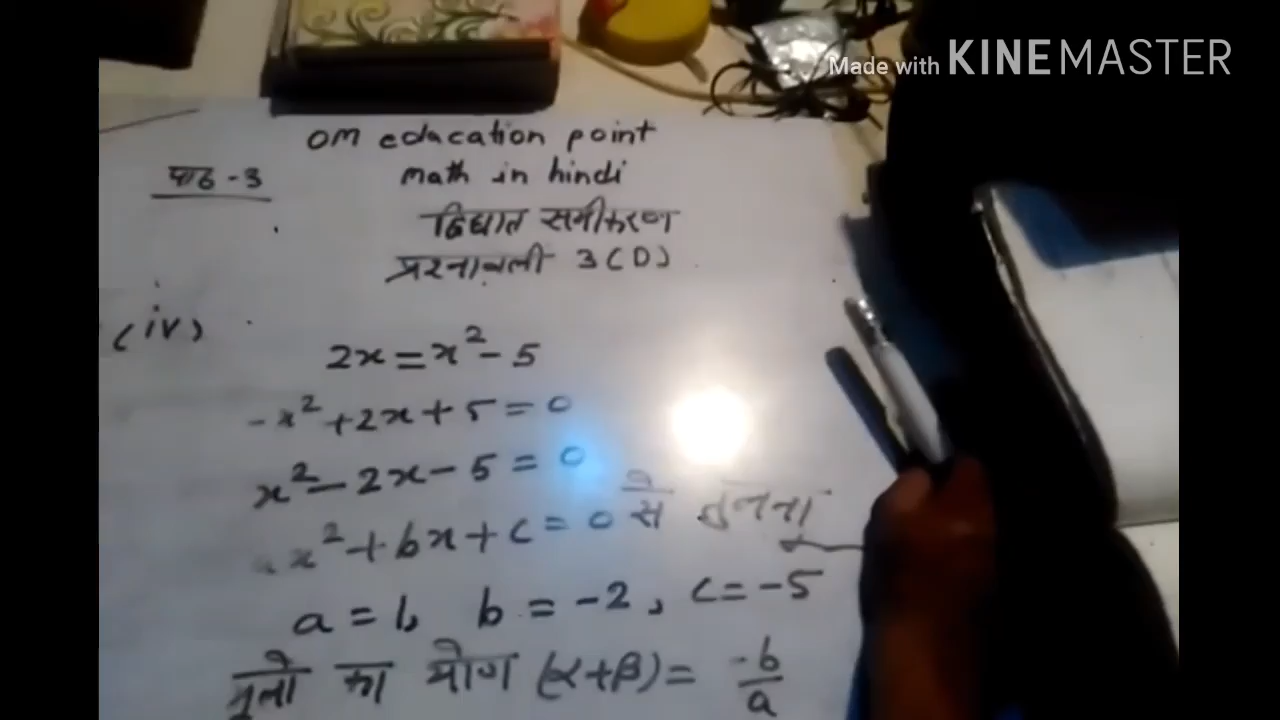 Made with KINEMASTER
OM edacation point
पाठ-3
math in hindi
द्विघात समीकरण
प्रश्नावली 3(D)
(iv)
2x=x²-5
-x²+2x+5=0
x²-2x-5=0
x²+bx+c=0 से तुलना
a=1, b=-2, c=-5
मूलो का योग (α+β)= -b/a